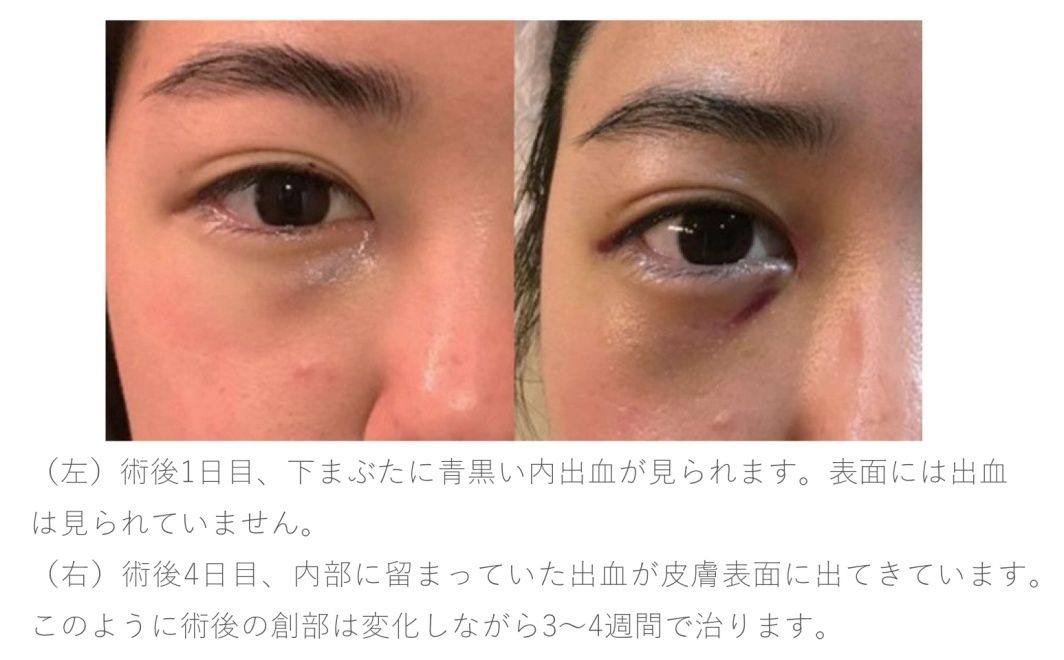 （左）術後1日目、下まぶたに青黒い内出血が見られます。表面には出血
は見られていません。
（右）術後4日目、内部に留まっていた出血が皮膚表面に出てきています。
このように術後の創部は変化しながら3〜4週間で治ります。